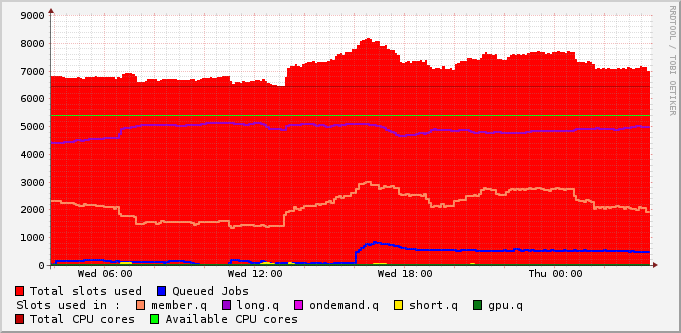 9000
8000
7000
6000
5000
4000
3000
2000
1000
0
Wed 06:00 Wed 12:00 Wed 18:00 Thu 00:00
Total slots used Queued Jobs
Slots used in : member.q long.q ondemand.q short.q gpu.q
Total CPU cores Available CPU cores
RRDTOOL / TOBI OETIKER